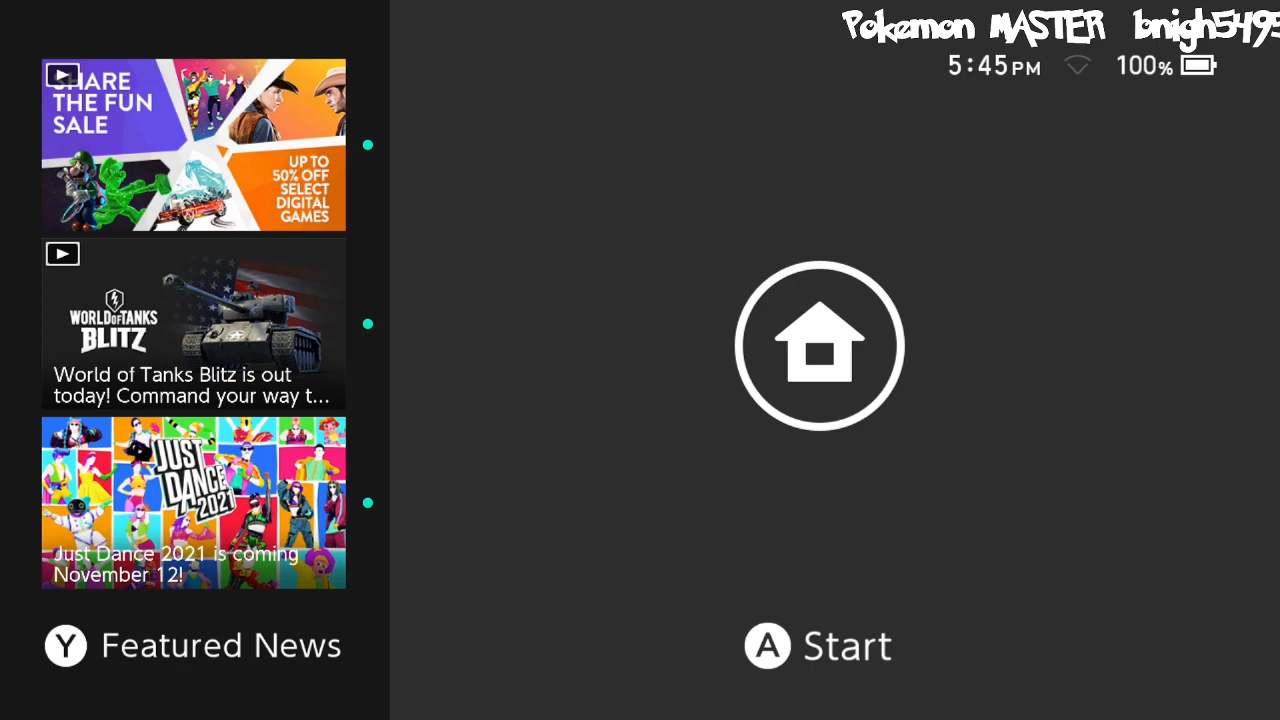 Pokemon MASTER bnigh5495
5:45PM 100%
SHARE
THE FUN
SALE
UP TO
50% OFF
SELECT
DIGITAL
GAMES
WORLD OF TANKS
BLITZ
World of Tanks Blitz is out
today! Command your way t...
JUST
DANCE
2021
Just Dance 2021 is coming
November 12!
Y Featured News
A Start